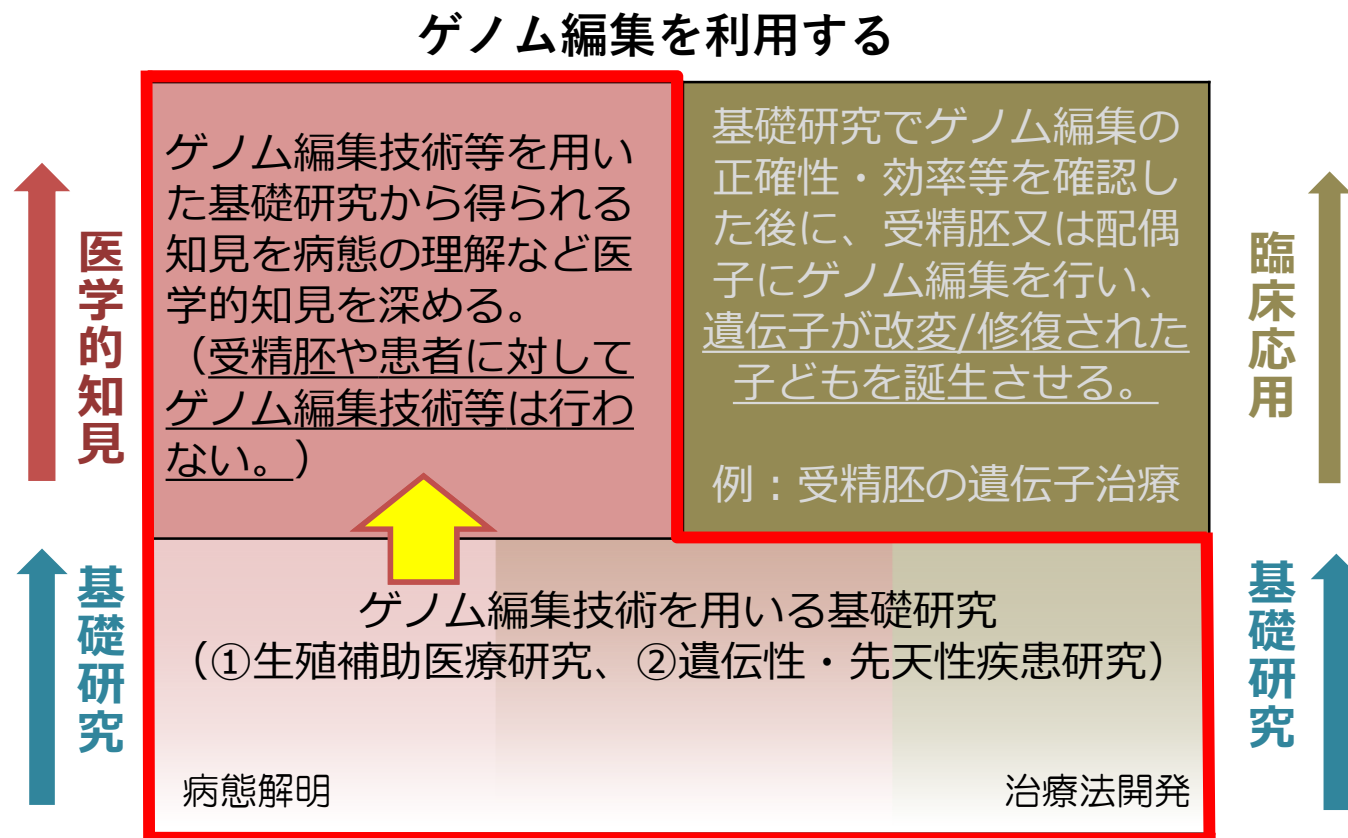 ゲノム編集を利用する
医学的知見
ゲノム編集技術等を用い
た基礎研究から得られる
知見を病態の理解など医
学的知見を深める。
（受精胚や患者に対して
ゲノム編集技術等は行わ
ない。）
基礎研究でゲノム編集の
正確性・効率等を確認し
た後に、受精胚又は配偶
子にゲノム編集を行い、
遺伝子が改変/修復された
子どもを誕生させる。
例：受精胚の遺伝子治療
臨床応用
基礎研究
ゲノム編集技術を用いる基礎研究
（①生殖補助医療研究、②遺伝性・先天性疾患研究）
病態解明
治療法開発
基礎研究